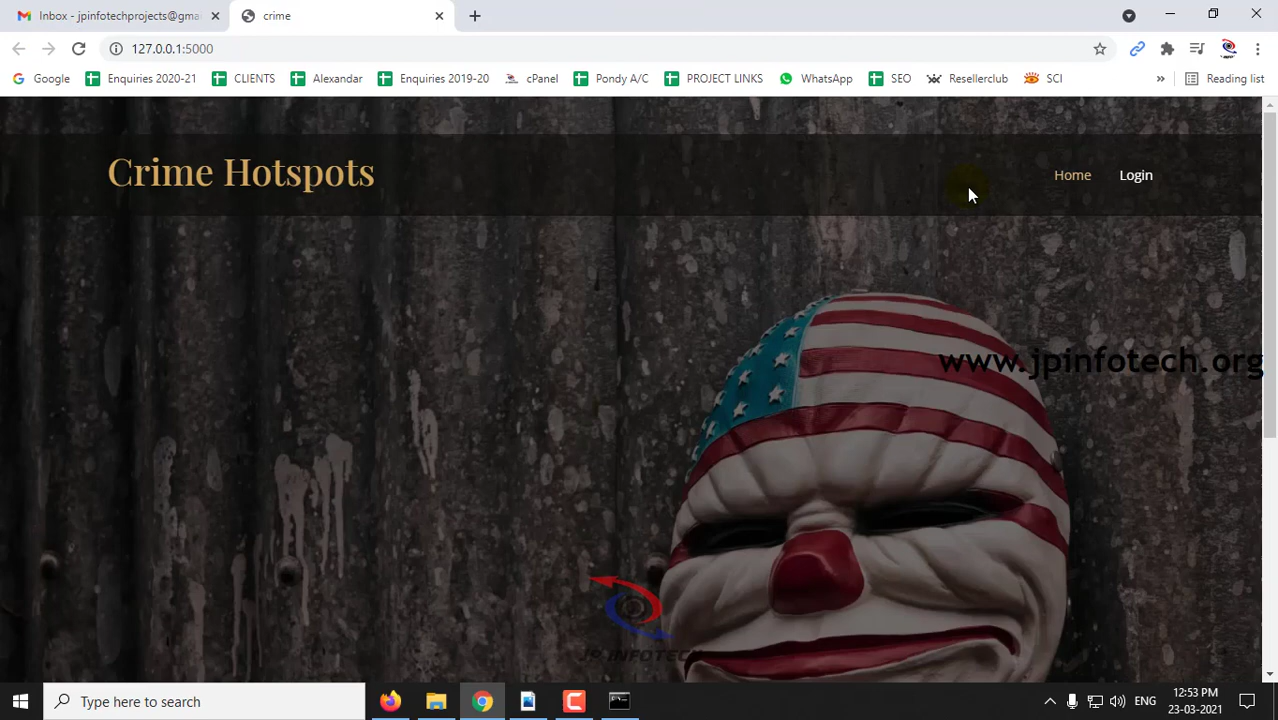 Inbox - jpinfotechprojects@gma
crime
127.0.0.1:5000
Google
Enquiries 2020-21
CLIENTS
Alexandar
Enquiries 2019-20
cPanel
Pondy A/C
PROJECT LINKS
WhatsApp
SEO
Resellerclub
SCI
»
Reading list
Crime Hotspots
Home
Login
www.jpinfotech.org
JP INFOTECH
Type here to search
ENG
12:53 PM
23-03-2021